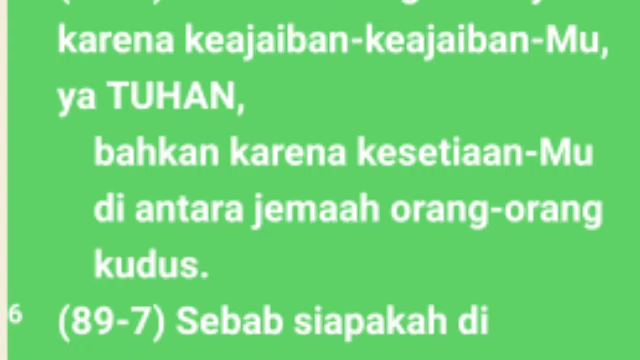 karena keajaiban-keajaiban-Mu,
ya TUHAN,
bahkan karena kesetiaan-Mu
di antara jemaah orang-orang
kudus.
6 (89-7) Sebab siapakah di